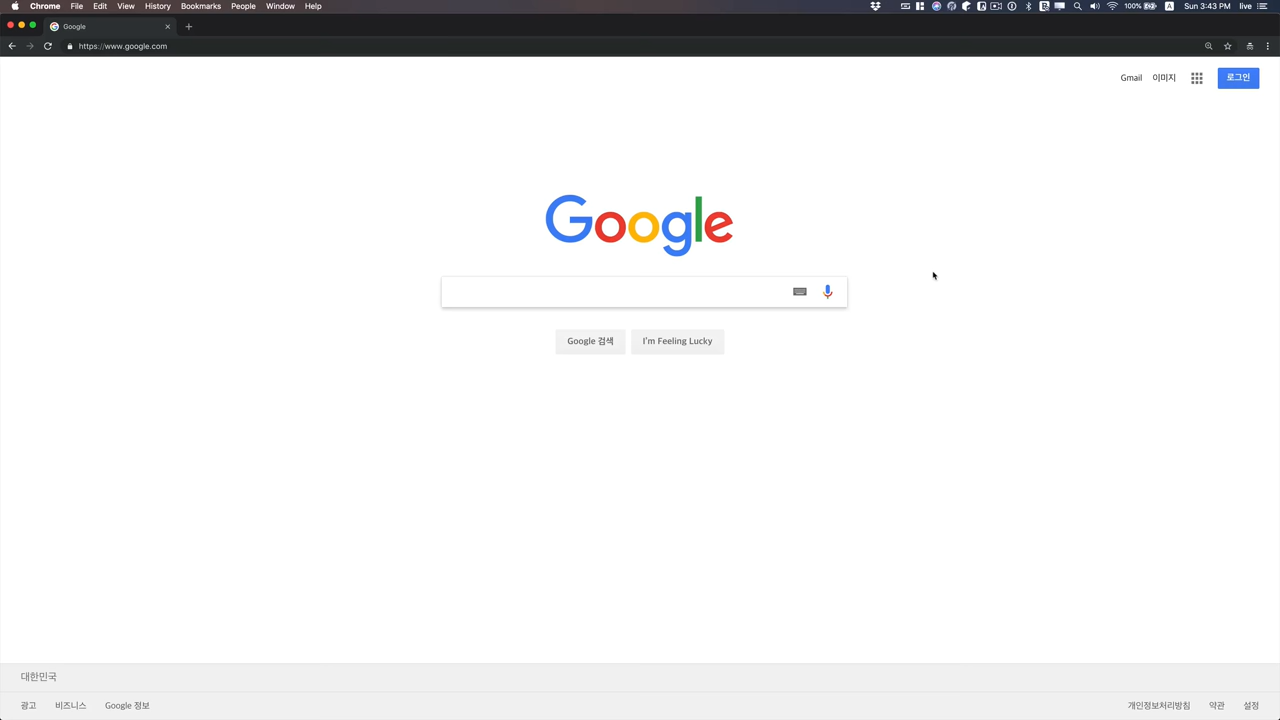 Chrome File Edit View History Bookmarks People Window Help 100% A Sun 3:43 PM live
Google
https://www.google.com
Gmail 이미지 로그인
Google
Google 검색 I'm Feeling Lucky
대한민국
광고 비즈니스 Google 정보 개인정보처리방침 약관 설정